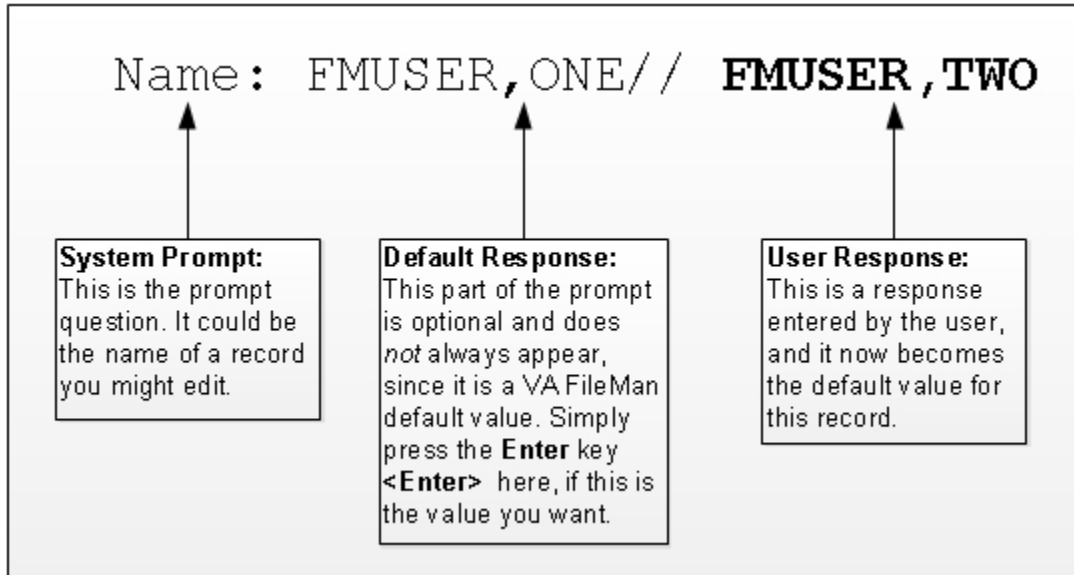 Name: FMUSER,ONE// FMUSER,TWO
System Prompt:
This is the prompt
question. It could be
the name of a record
you might edit.
Default Response:
This part of the prompt
is optional and does
not always appear,
since it is a VA FileMan
default value. Simply
press the Enter key
<Enter> here, if this is
the value you want.
User Response:
This is a response
entered by the user,
and it now becomes
the default value for
this record.